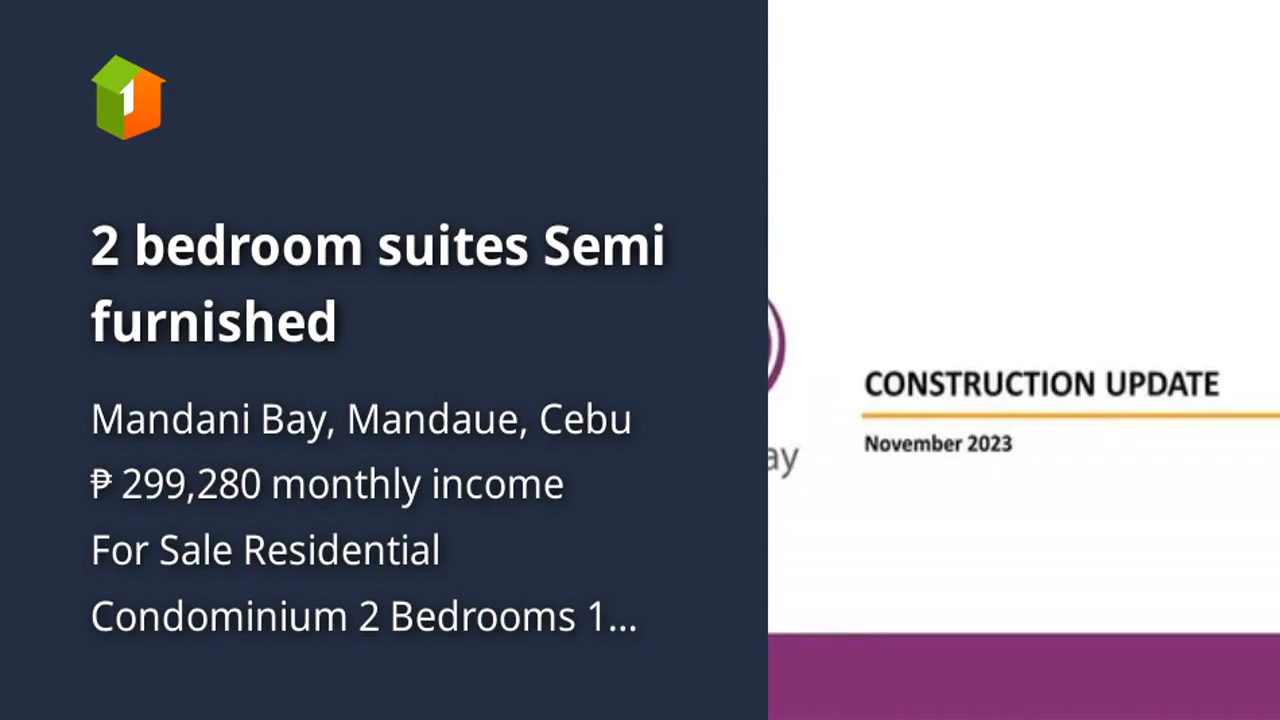 2 bedroom suites Semi
furnished
Mandani Bay, Mandaue, Cebu
₱ 299,280 monthly income
For Sale Residential
Condominium 2 Bedrooms 1...
ay
CONSTRUCTION UPDATE
November 2023